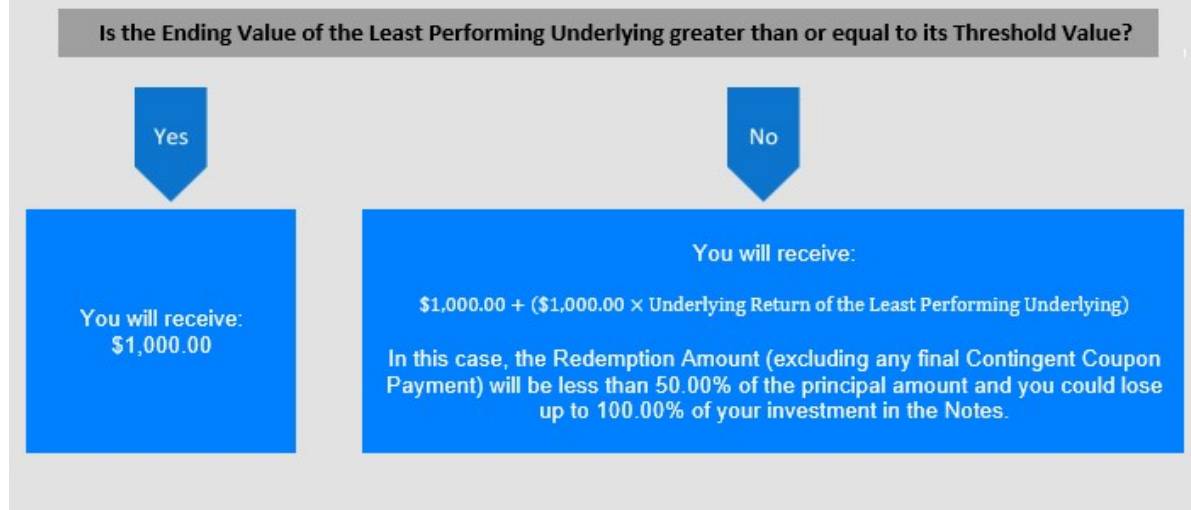 Is the Ending Value of the Least Performing Underlying greater than or equal to its Threshold Value?
Yes
No
You will receive:
$1,000.00
You will receive:
$1,000.00 + ($1,000.00 × Underlying Return of the Least Performing Underlying)
In this case, the Redemption Amount (excluding any final Contingent Coupon
Payment) will be less than 50.00% of the principal amount and you could lose
up to 100.00% of your investment in the Notes.